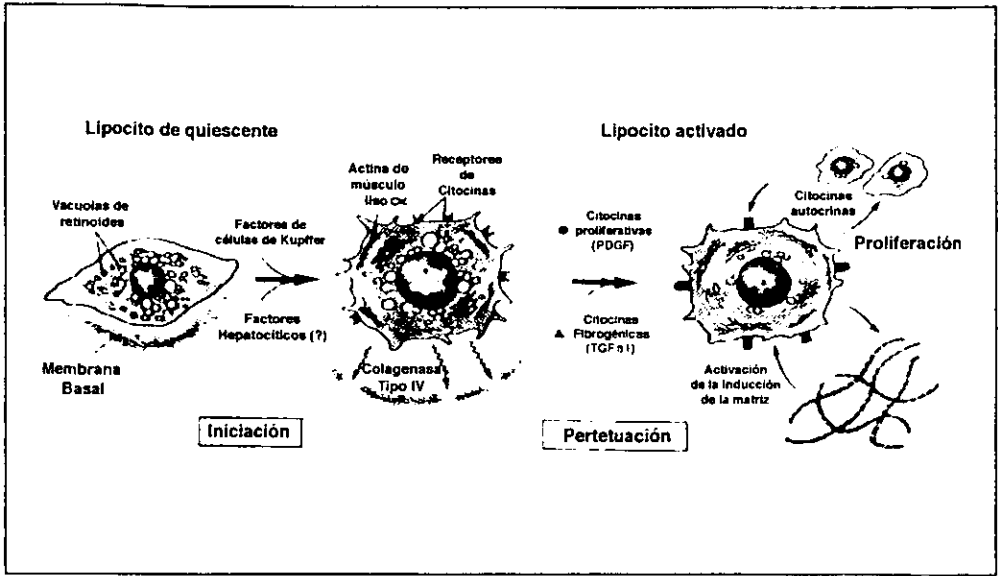 Lipocito de quiescente
Lipocito activado
Vacuolas de
retinoides
Factores de
células de Kupffer
Factores
Hepatocíticos (?)
Membrana
Basal
Actina do
músculo
liso α
Receptores
de
Citocinas
Colagenasa
Tipo IV
Iniciación
Citocinas
proliferativas
(PDGF)
Citocinas
Fibrogénicas
Pertetuación
Citocinas
autocrinas
Proliferación
Activación
de la Inducción
de la matriz